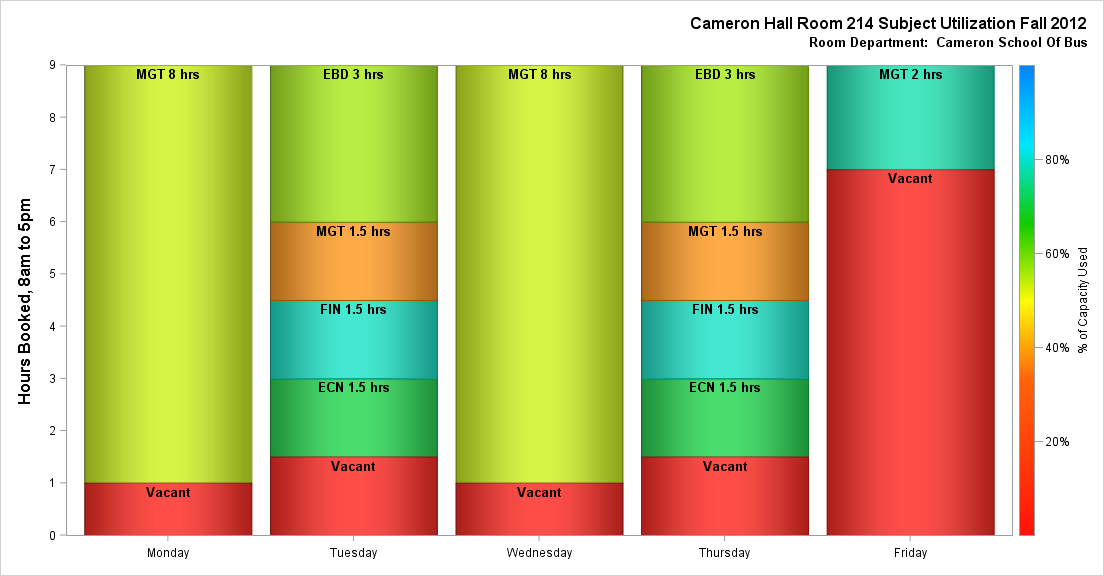 Cameron Hall Room 214 Subject Utilization Fall 2012
Room Department:  Cameron School Of Bus
Hours Booked, 8am to 5pm
9
8
7
6
5
4
3
2
1
0
MGT 8 hrs
Vacant
EBD 3 hrs
MGT 1.5 hrs
FIN 1.5 hrs
ECN 1.5 hrs
Vacant
MGT 8 hrs
Vacant
EBD 3 hrs
MGT 1.5 hrs
FIN 1.5 hrs
ECN 1.5 hrs
Vacant
MGT 2 hrs
Vacant
Monday
Tuesday
Wednesday
Thursday
Friday
80%
60%
40%
20%
% of Capacity Used